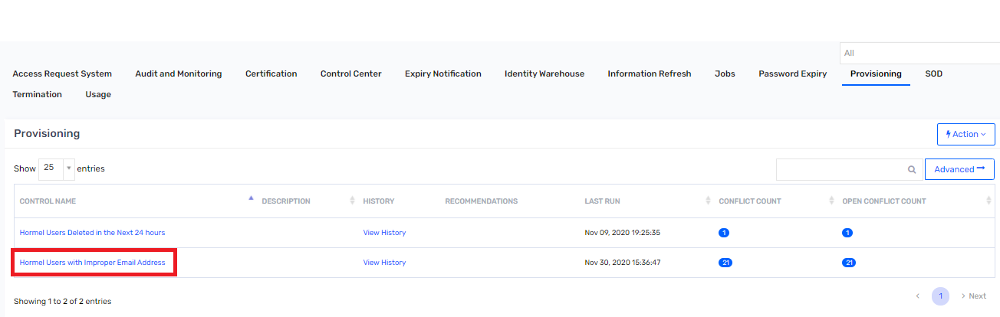 All
Access Request System Audit and Monitoring Certification Control Center Expiry Notification Identity Warehouse Information Refresh Jobs Password Expiry Provisioning SOD
Termination Usage
Provisioning
Action
Show 25 entries
Advanced
CONTROL NAME DESCRIPTION HISTORY RECOMMENDATIONS LAST RUN CONFLICT COUNT OPEN CONFLICT COUNT
Hormel Users Deleted in the Next 24 hours View History Nov 09, 2020 19:25:35 1 1
Hormel Users with Improper Email Address View History Nov 30, 2020 15:36:47 21 21
Showing 1 to 2 of 2 entries
< 1 > Next